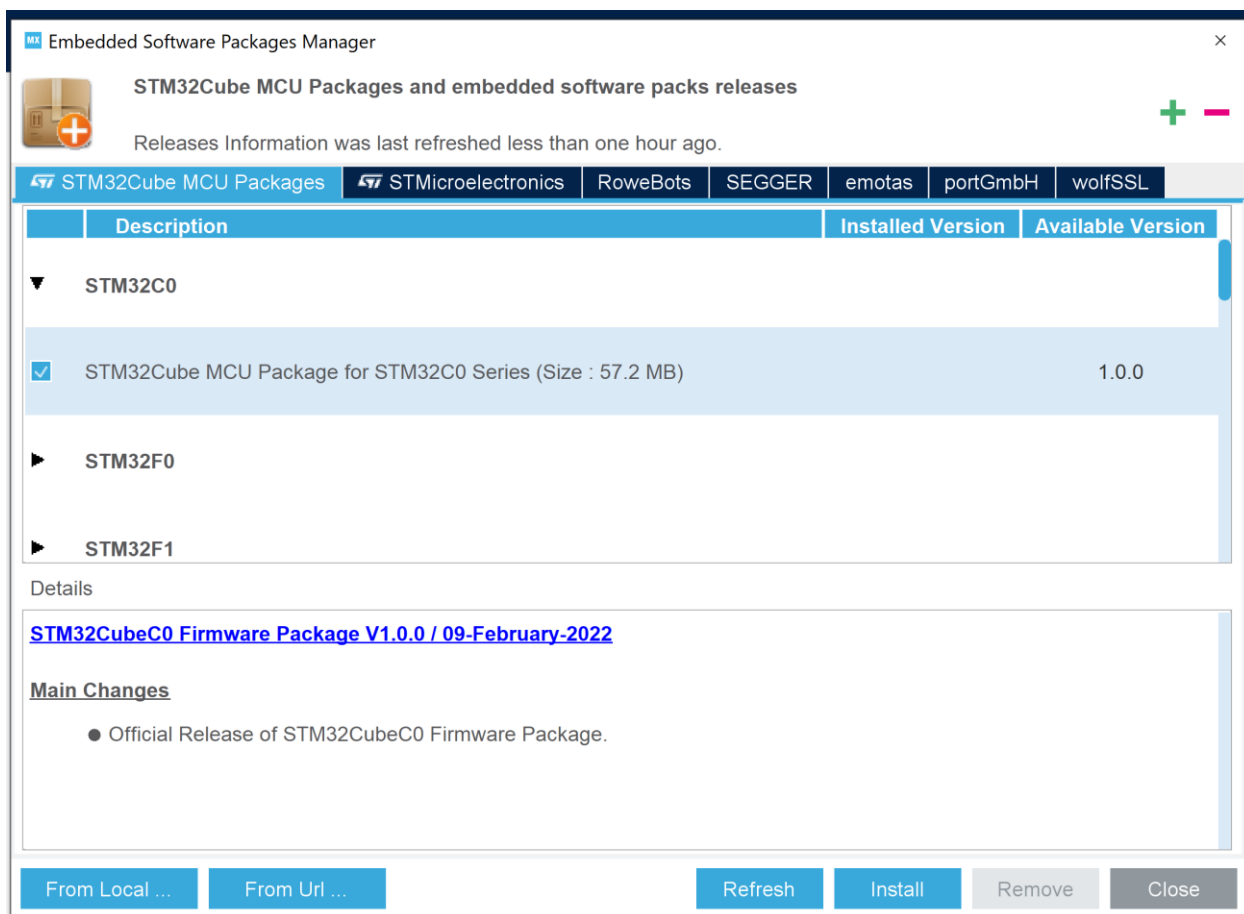 MX Embedded Software Packages Manager
STM32Cube MCU Packages and embedded software packs releases
Releases Information was last refreshed less than one hour ago.
STM32Cube MCU Packages STMicroelectronics RoweBots SEGGER emotas portGmbH wolfSSL
Description Installed Version Available Version
STM32C0
STM32Cube MCU Package for STM32C0 Series (Size : 57.2 MB) 1.0.0
STM32F0
STM32F1
Details
STM32CubeC0 Firmware Package V1.0.0 / 09-February-2022
Main Changes
● Official Release of STM32CubeC0 Firmware Package.
From Local ... From Url ... Refresh Install Remove Close